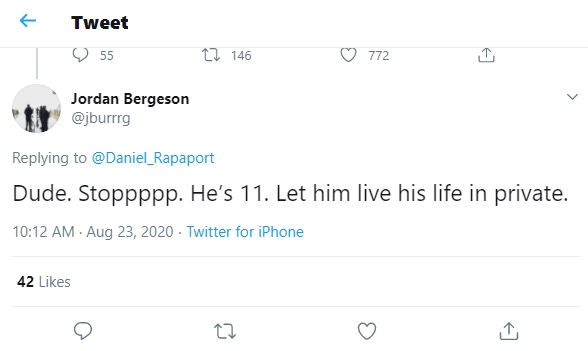 Tweet
55 146 772
Jordan Bergeson
@jburrrg
Replying to @Daniel_Rapaport
Dude. Stoppppp. He's 11. Let him live his life in private.
10:12 AM · Aug 23, 2020 · Twitter for iPhone
42 Likes